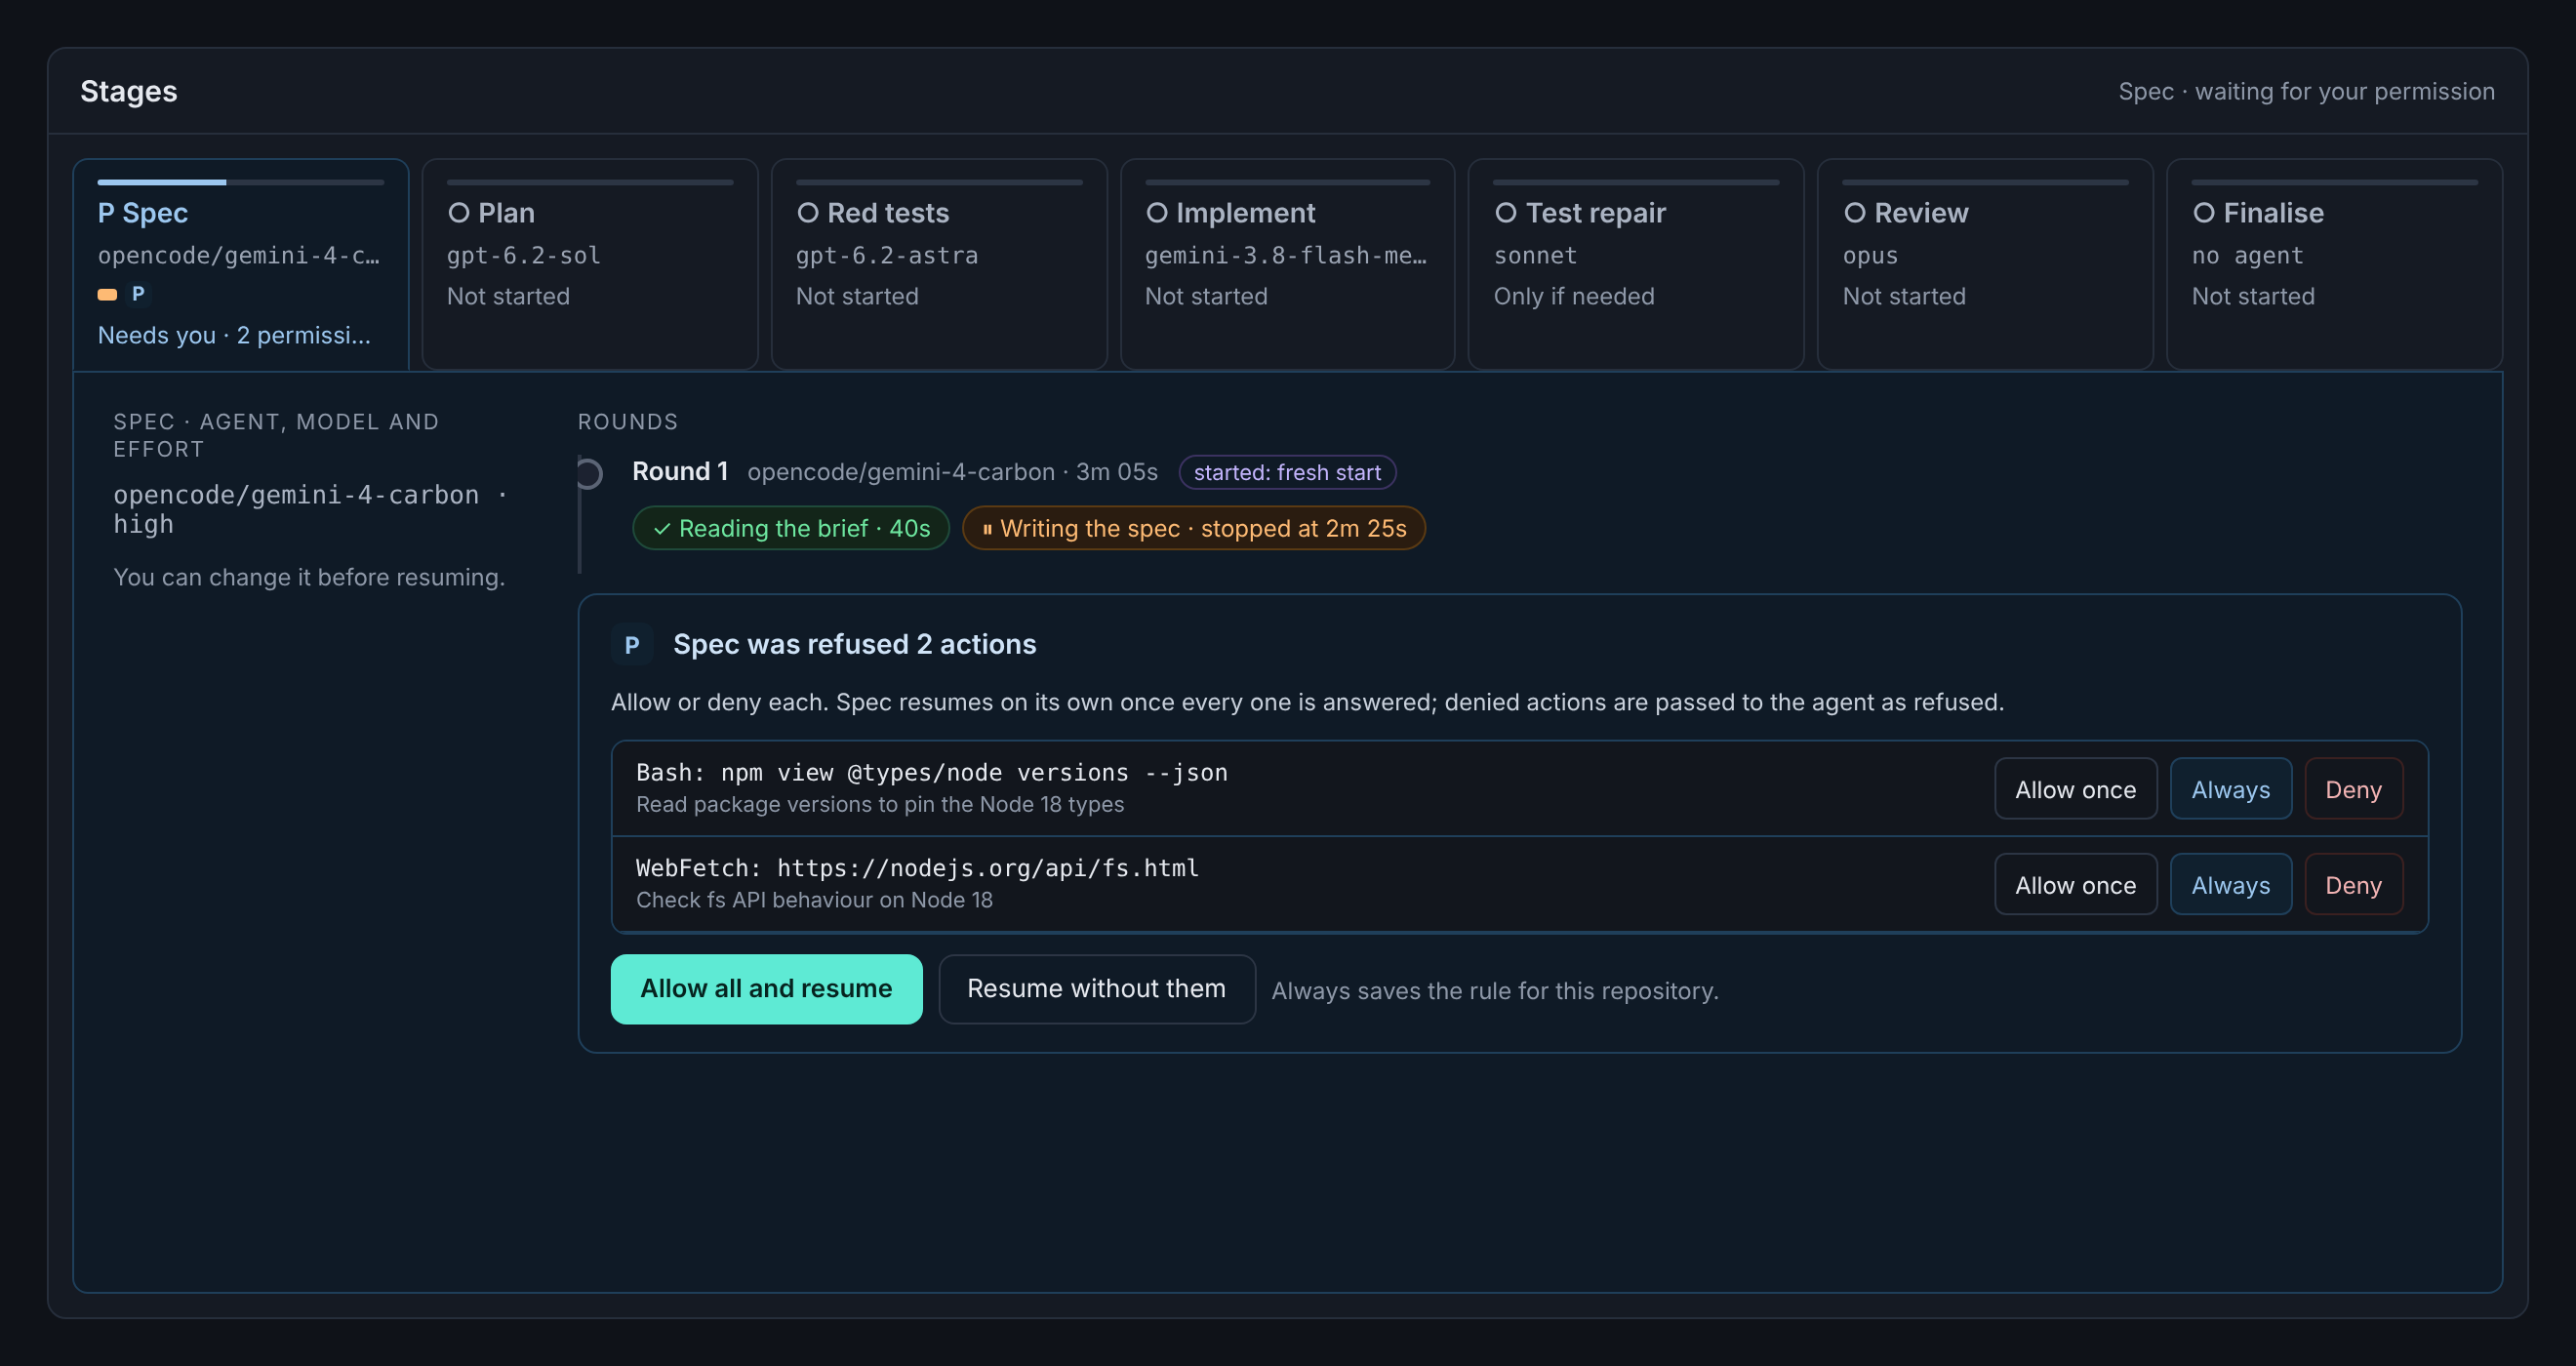 Stages
Spec · waiting for your permission
P Spec
opencode/gemini-4-c…
P
Needs you · 2 permissi…
Plan
gpt-6.2-sol
Not started
Red tests
gpt-6.2-astra
Not started
Implement
gemini-3.8-flash-me…
Not started
Test repair
sonnet
Only if needed
Review
opus
Not started
Finalise
no agent
Not started
SPEC · AGENT, MODEL AND
EFFORT
opencode/gemini-4-carbon ·
high
You can change it before resuming.
ROUNDS
Round 1 opencode/gemini-4-carbon · 3m 05s started: fresh start
✓ Reading the brief · 40s
Writing the spec · stopped at 2m 25s
P Spec was refused 2 actions
Allow or deny each. Spec resumes on its own once every one is answered; denied actions are passed to the agent as refused.
Bash: npm view @types/node versions --json
Read package versions to pin the Node 18 types
Allow once Always Deny
WebFetch: https://nodejs.org/api/fs.html
Check fs API behaviour on Node 18
Allow once Always Deny
Allow all and resume Resume without them Always saves the rule for this repository.